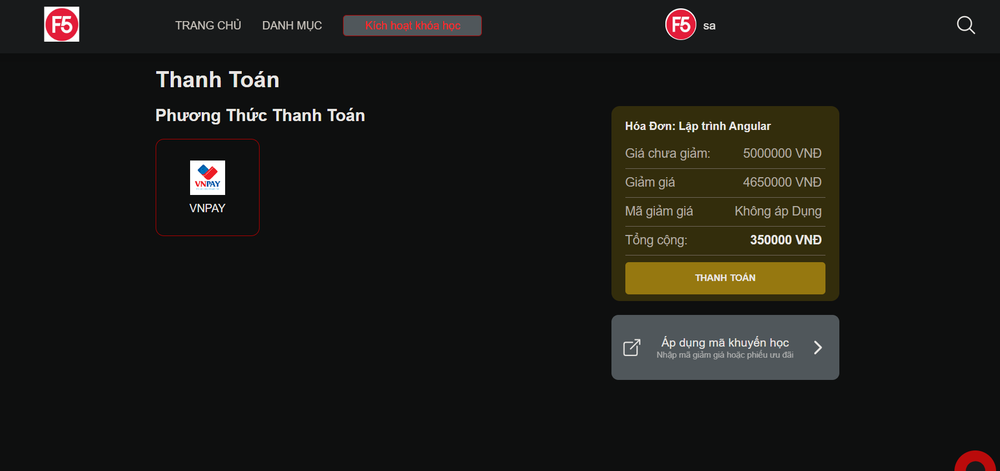 F5
TRANG CHỦ
DANH MỤC
Kích hoạt khóa học
F5
sa
Thanh Toán
Phương Thức Thanh Toán
VNPAY
VNPAY
Hóa Đơn: Lập trình Angular
Giá chưa giảm: 5000000 VNĐ
Giảm giá 4650000 VNĐ
Mã giảm giá Không áp Dụng
Tổng cộng: 350000 VNĐ
THANH TOÁN
Áp dụng mã khuyến học
Nhập mã giảm giá hoặc phiếu ưu đãi